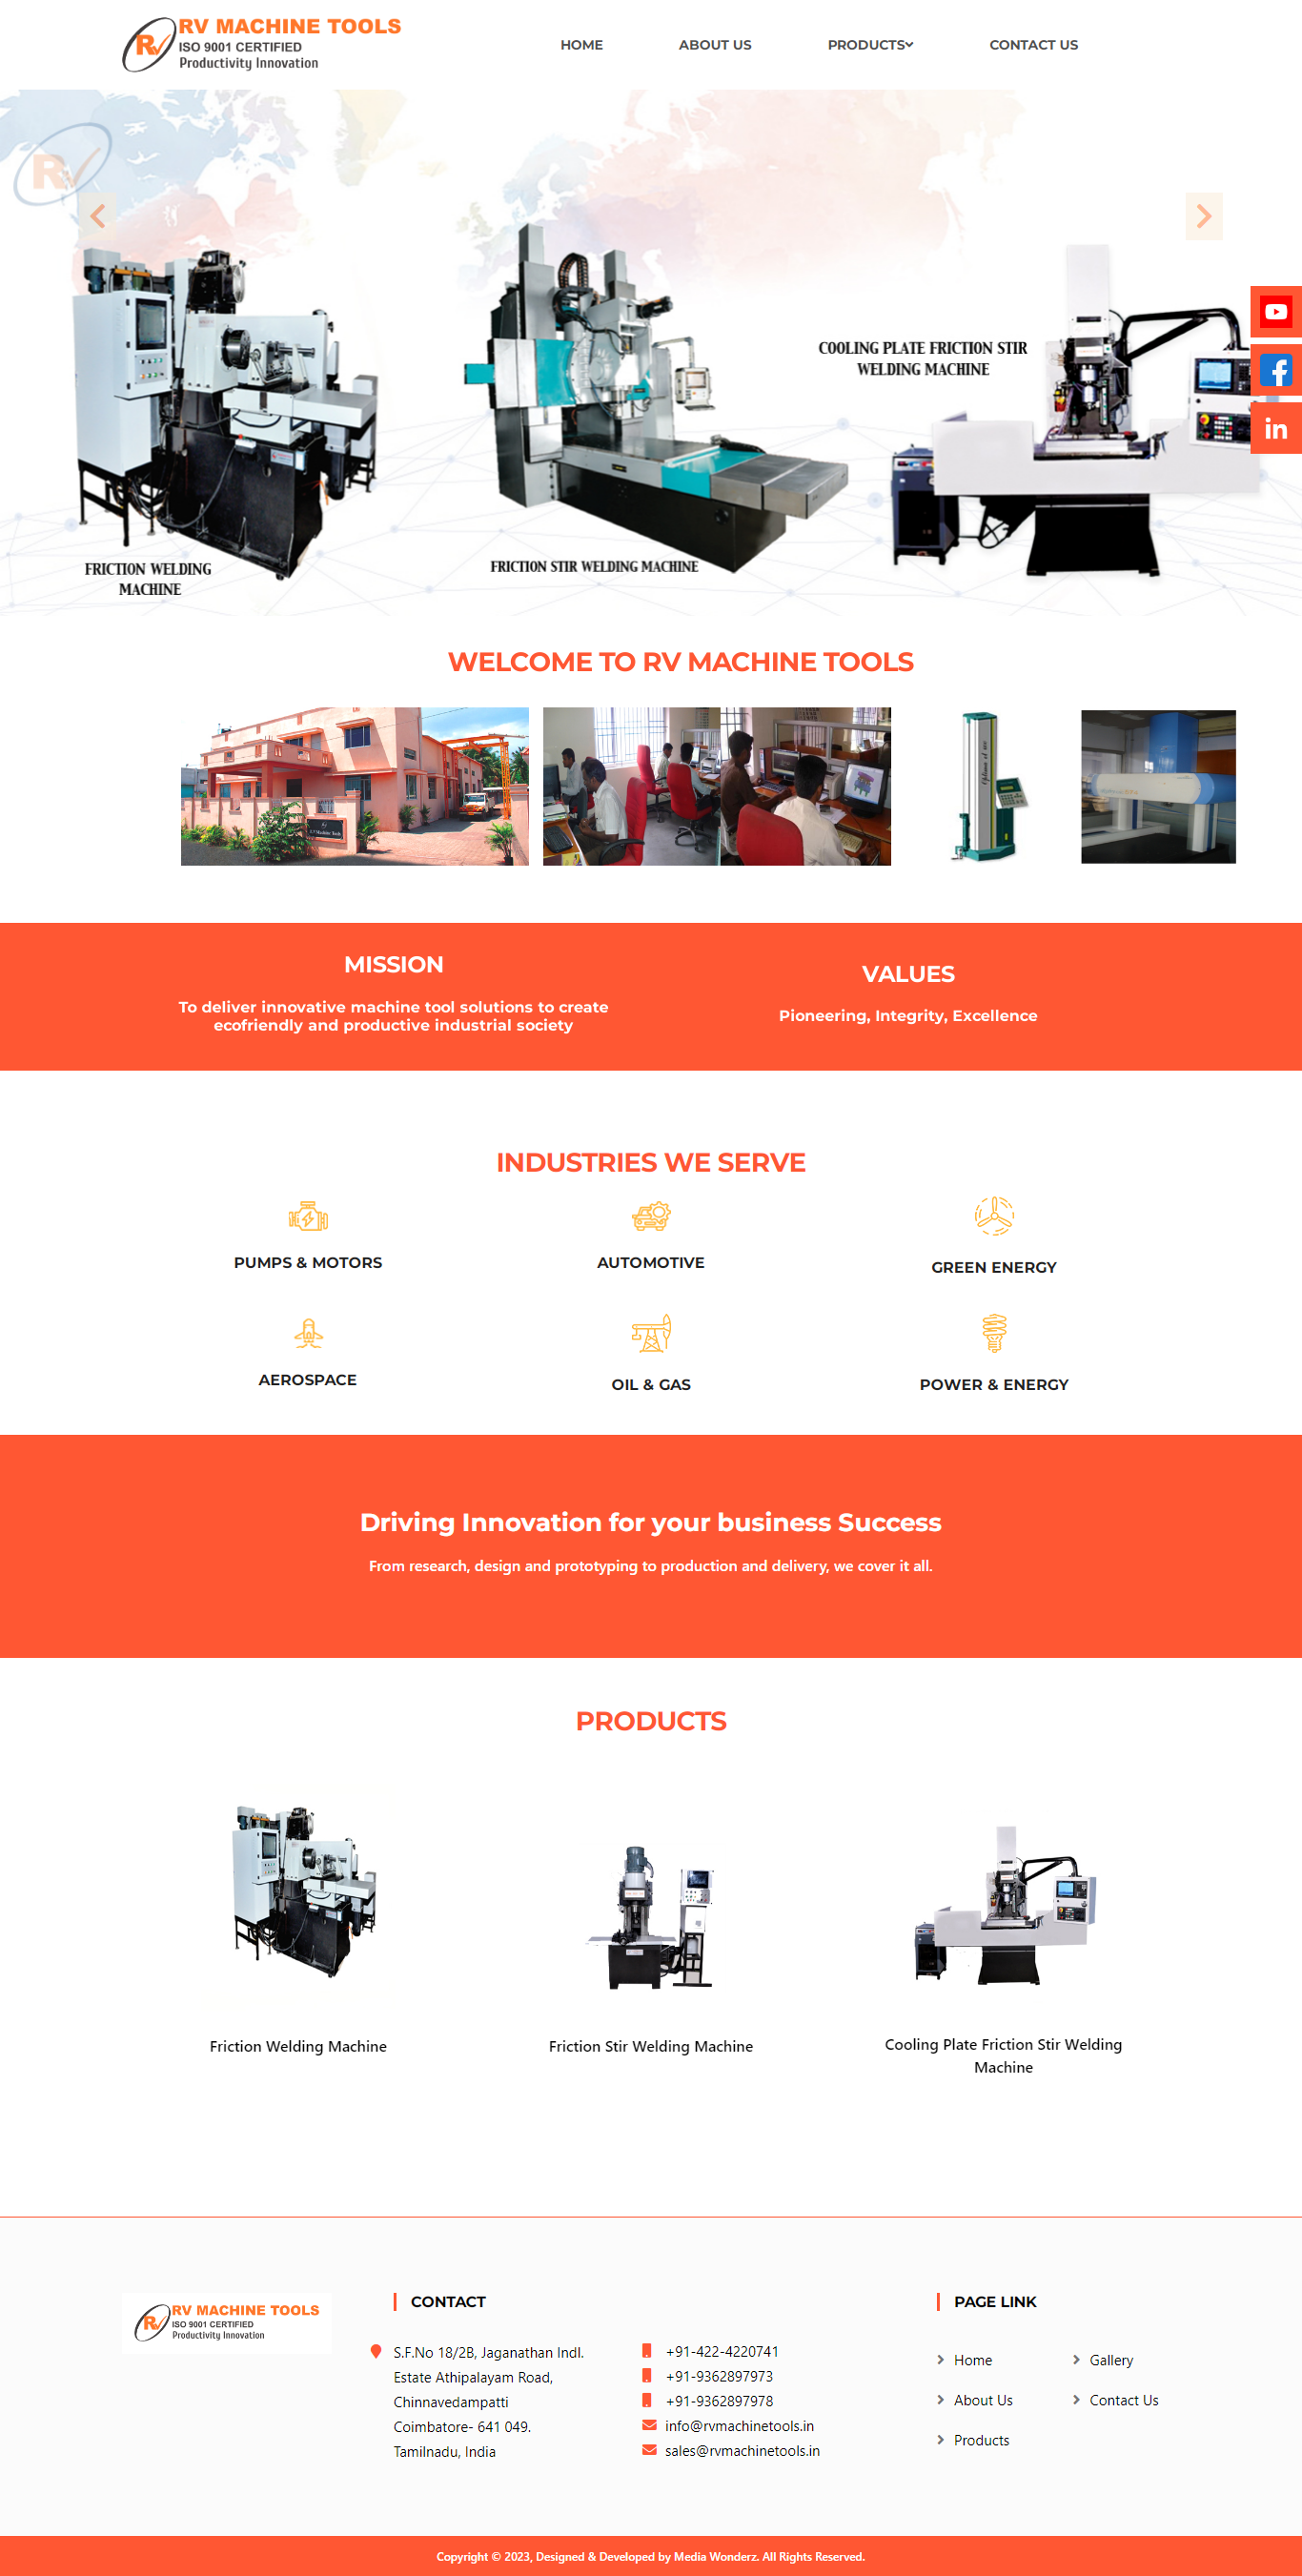 RV MACHINE TOOLS
ISO 9001 CERTIFIED
Productivity Innovation
HOME
ABOUT US
PRODUCTS
CONTACT US
RV
COOLING PLATE FRICTION STIR
WELDING MACHINE
FRICTION WELDING
MACHINE
FRICTION STIR WELDING MACHINE
WELCOME TO RV MACHINE TOOLS
MISSION
To deliver innovative machine tool solutions to create
ecofriendly and productive industrial society
VALUES
Pioneering, Integrity, Excellence
INDUSTRIES WE SERVE
PUMPS & MOTORS
AUTOMOTIVE
GREEN ENERGY
AEROSPACE
OIL & GAS
POWER & ENERGY
Driving Innovation for your business Success
From research, design and prototyping to production and delivery, we cover it all.
PRODUCTS
Friction Welding Machine
Friction Stir Welding Machine
Cooling Plate Friction Stir Welding
Machine
RV MACHINE TOOLS
ISO 9001 CERTIFIED
Productivity Innovation
CONTACT
S.F.No 18/2B, Jaganathan Indl.
Estate Athipalayam Road,
Chinnavedampatti
Coimbatore- 641 049.
Tamilnadu, India
+91-422-4220741
+91-9362897973
+91-9362897978
info@rvmachinetools.in
sales@rvmachinetools.in
PAGE LINK
Home
Gallery
About Us
Contact Us
Products
Copyright © 2023, Designed & Developed by Media Wonderz. All Rights Reserved.